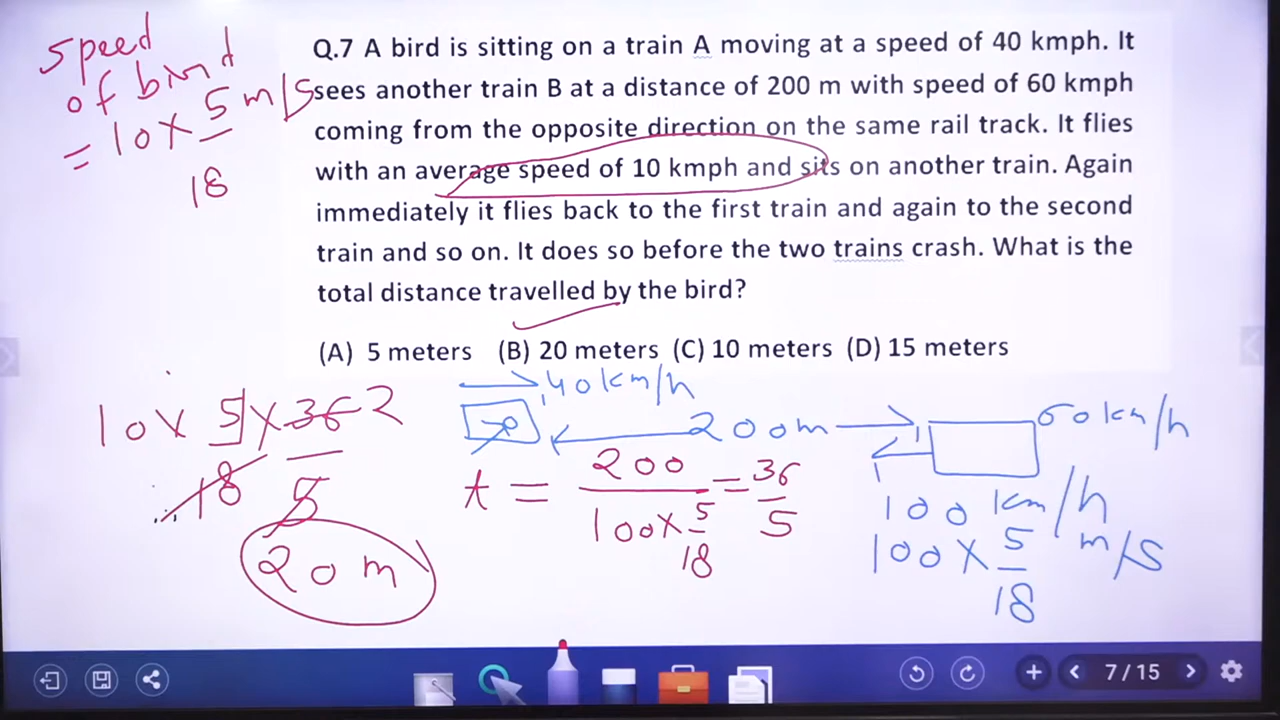 speed
of bird
= 10 x 5/18 m/s
Q.7 A bird is sitting on a train A moving at a speed of 40 kmph. It
sees another train B at a distance of 200 m with speed of 60 kmph
coming from the opposite direction on the same rail track. It flies
with an average speed of 10 kmph and sits on another train. Again
immediately it flies back to the first train and again to the second
train and so on. It does so before the two trains crash. What is the
total distance travelled by the bird?
(A) 5 meters (B) 20 meters (C) 10 meters (D) 15 meters
40 km/h
200m
60 km/h
100 km/h
100 x 5/18 m/s
t = 200/(100 x 5/18) = 36/5
10 x 5/18 x 36/5 2
20 m
7 / 15